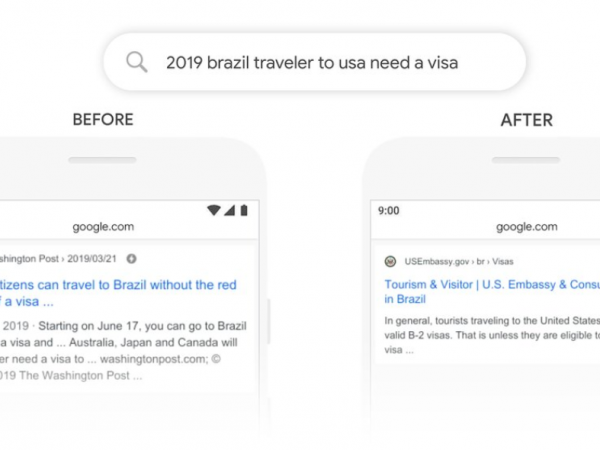 2019 brazil traveler to usa need a visa
BEFORE
google.com
shington Post › 2019/03/21
tizens can travel to Brazil without the red
f a visa ...
2019 · Starting on June 17, you can go to Brazil
a visa and ... Australia, Japan and Canada will
er need a visa to ... washingtonpost.com; ©
019 The Washington Post ...
AFTER
9:00
google.com
USEmbassy.gov › br › Visas
Tourism & Visitor | U.S. Embassy & Consu
in Brazil
In general, tourists traveling to the United States
valid B-2 visas. That is unless they are eligible to
visa ...